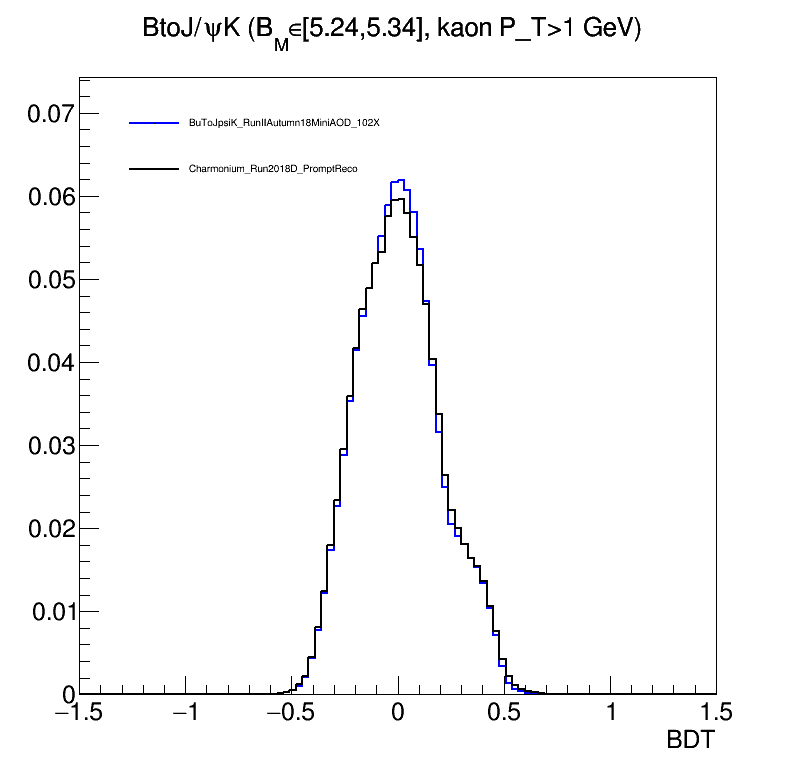 BtoJ/ψK (B_M∈[5.24,5.34], kaon P_T>1 GeV)
0.07
BuToJpsiK_RunIIAutumn18MiniAOD_102X
Charmonium_Run2018D_PromptReco
0.06
0.05
0.04
0.03
0.02
0.01
0
−1.5 −1 −0.5 0 0.5 1 1.5
BDT